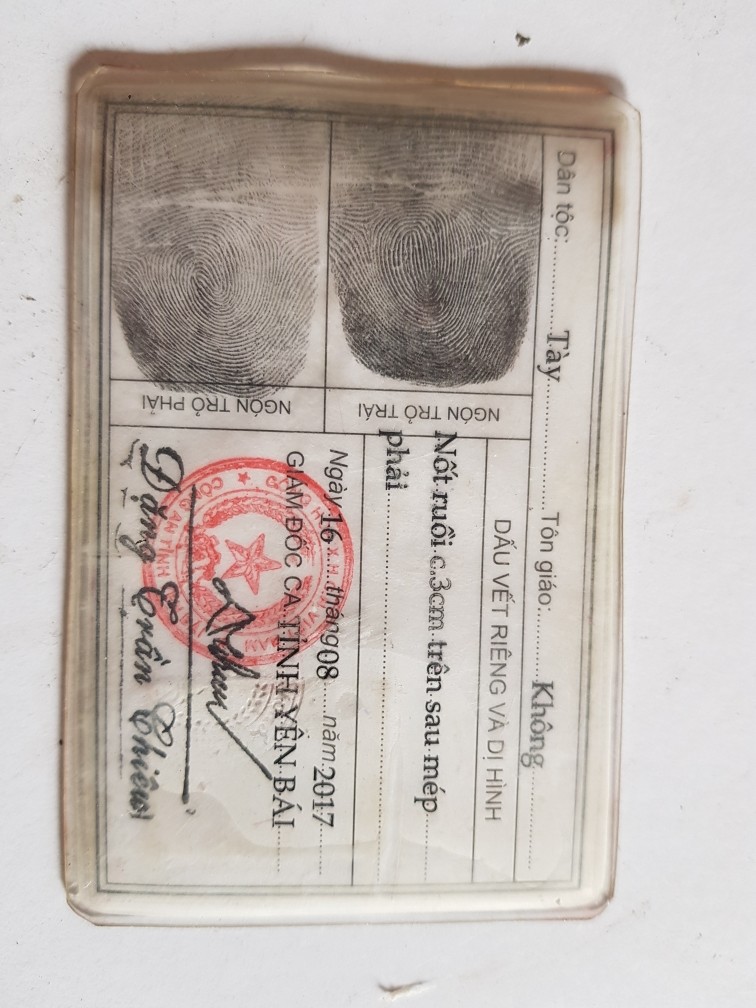 Dân tộc: Tày Tôn giáo: Không
NGÓN TRỎ TRÁI
NGÓN TRỎ PHẢI
DẤU VẾT RIÊNG VÀ DỊ HÌNH
Nốt ruồi c.3cm trên sau mép
phải
Ngày 16 tháng 08 năm 2017
GIÁM ĐỐC CA TỈNH YÊN BÁI
Đặng Trần Chiêu